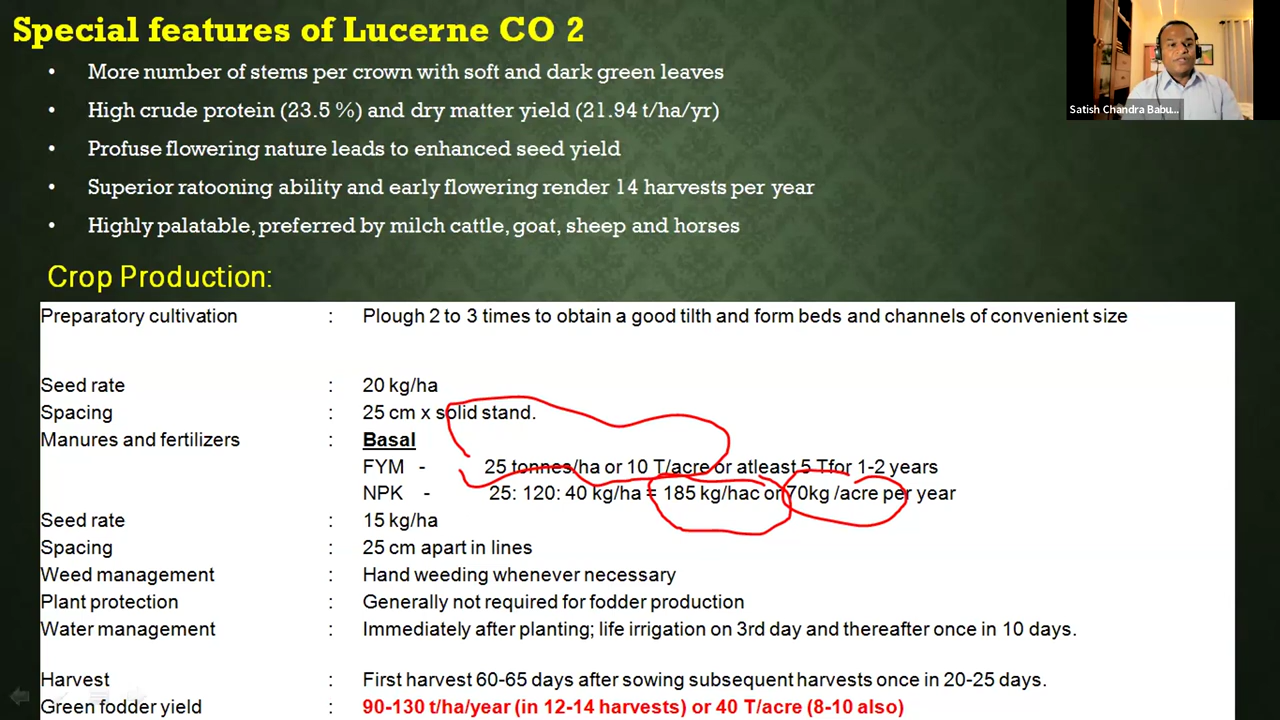 Special features of Lucerne CO 2
• More number of stems per crown with soft and dark green leaves
• High crude protein (23.5 %) and dry matter yield (21.94 t/ha/yr)
• Profuse flowering nature leads to enhanced seed yield
• Superior ratooning ability and early flowering render 14 harvests per year
• Highly palatable, preferred by milch cattle, goat, sheep and horses
Satish Chandra Babu...
Crop Production:
Preparatory cultivation : Plough 2 to 3 times to obtain a good tilth and form beds and channels of convenient size
Seed rate : 20 kg/ha
Spacing : 25 cm x solid stand.
Manures and fertilizers : Basal
FYM - 25 tonnes/ha or 10 T/acre or atleast 5 Tfor 1-2 years
NPK - 25: 120: 40 kg/ha = 185 kg/hac or 70kg /acre per year
Seed rate : 15 kg/ha
Spacing : 25 cm apart in lines
Weed management : Hand weeding whenever necessary
Plant protection : Generally not required for fodder production
Water management : Immediately after planting; life irrigation on 3rd day and thereafter once in 10 days.
Harvest : First harvest 60-65 days after sowing subsequent harvests once in 20-25 days.
Green fodder yield : 90-130 t/ha/year (in 12-14 harvests) or 40 T/acre (8-10 also)